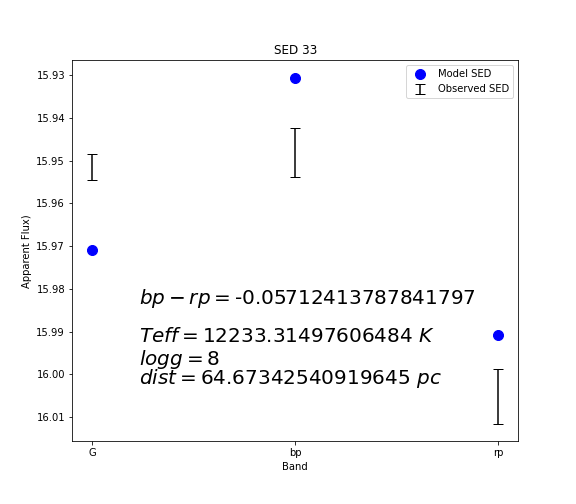 SED 33
Model SED
Observed SED
15.93
15.94
15.95
15.96
15.97
15.98
15.99
16.00
16.01
Apparent Flux)
bp − rp = -0.05712413787841797
Teff = 12233.31497606484 K
logg = 8
dist = 64.67342540919645 pc
G bp rp
Band